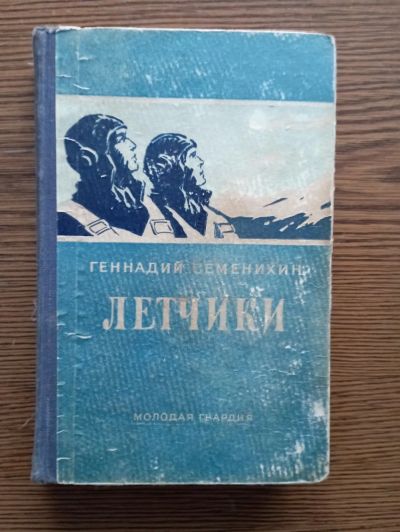 ГЕННАДИЙ СЕМЕНИХИН
ЛЕТЧИКИ
МОЛОДАЯ ГВАРДИЯ